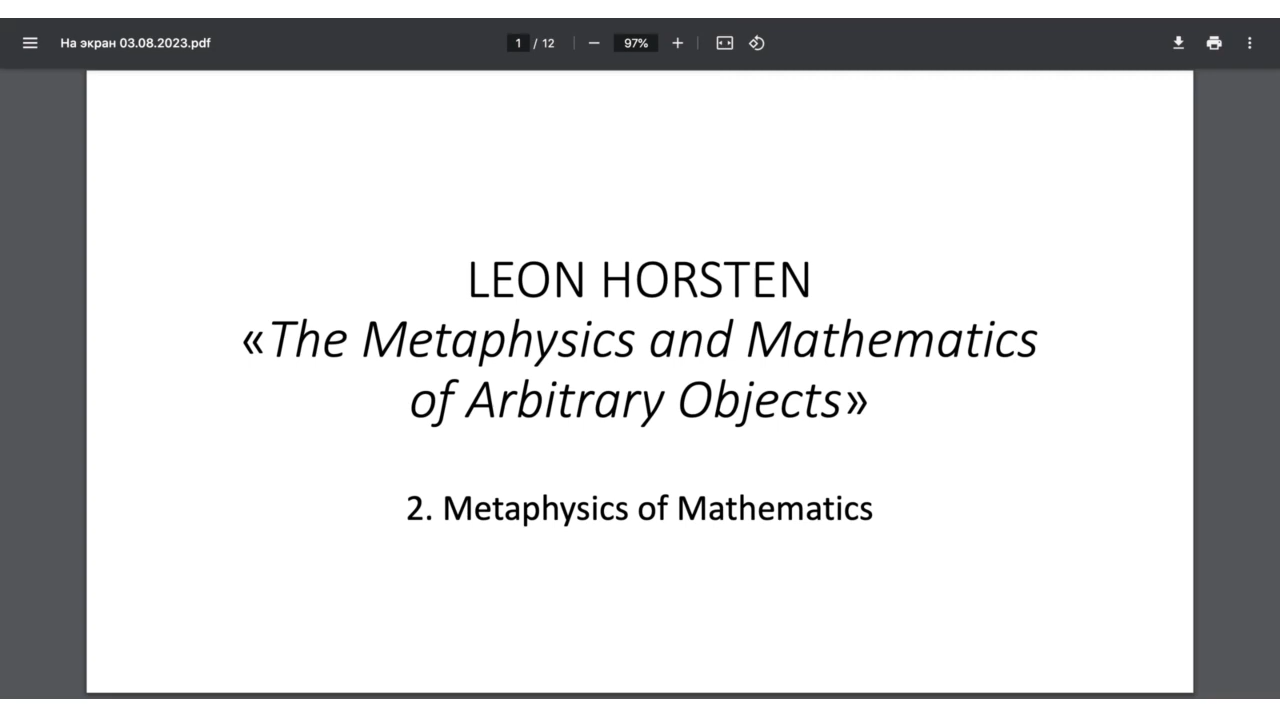 На экран 03.08.2023.pdf 1 / 12 97%
LEON HORSTEN
«The Metaphysics and Mathematics
of Arbitrary Objects»
2. Metaphysics of Mathematics